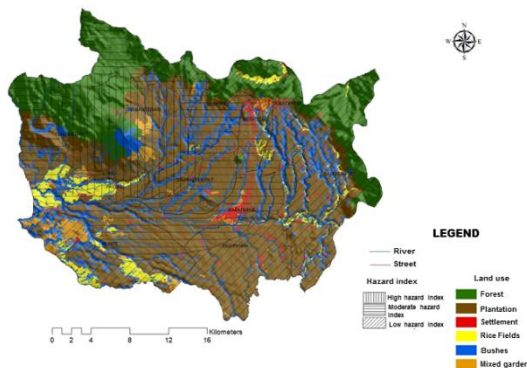 N
W
E
S
LEGEND
River
Street
Hazard index
High hazard index
Moderate hazard
index
Low hazard index
Land use
Forest
Plantation
Settlement
Rice Fields
Bushes
Mixed garden
Kilometers
0 2 4 8 12 16